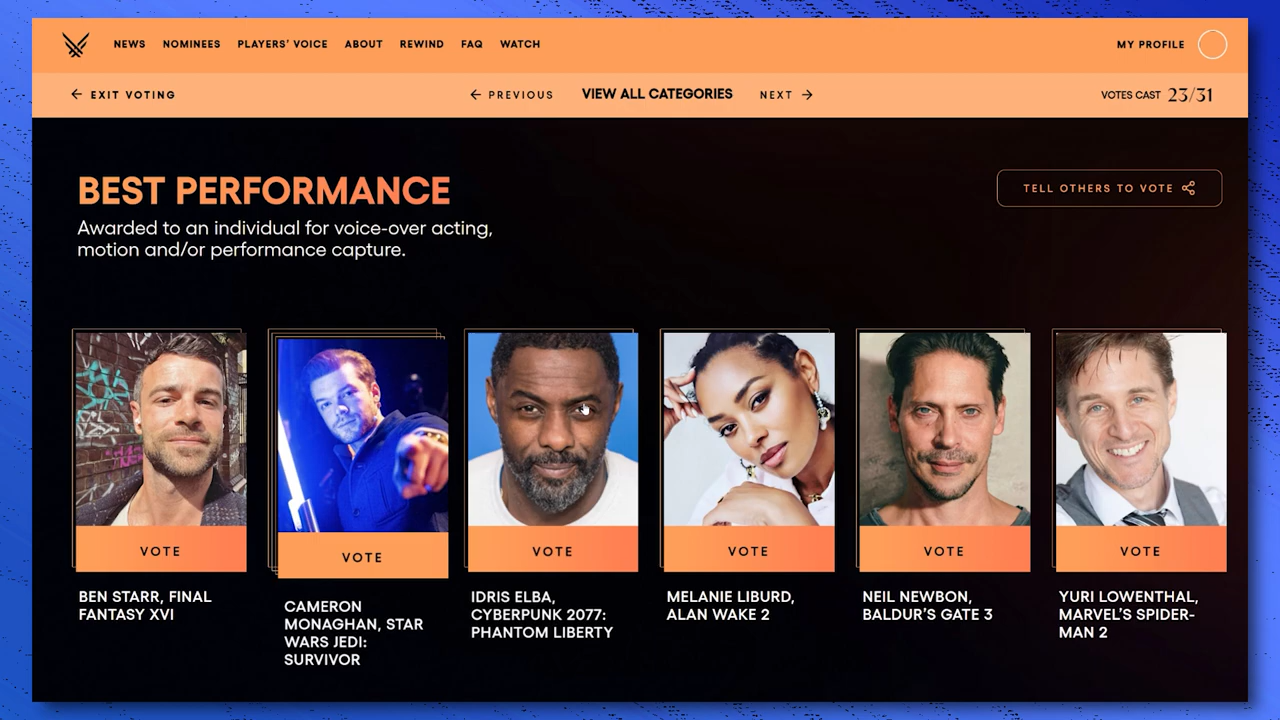 NEWS NOMINEES PLAYERS' VOICE ABOUT REWIND FAQ WATCH MY PROFILE
EXIT VOTING PREVIOUS VIEW ALL CATEGORIES NEXT VOTES CAST 23/31
BEST PERFORMANCE
TELL OTHERS TO VOTE
Awarded to an individual for voice-over acting,
motion and/or performance capture.
VOTE
BEN STARR, FINAL
FANTASY XVI
VOTE
CAMERON
MONAGHAN, STAR
WARS JEDI:
SURVIVOR
VOTE
IDRIS ELBA,
CYBERPUNK 2077:
PHANTOM LIBERTY
VOTE
MELANIE LIBURD,
ALAN WAKE 2
VOTE
NEIL NEWBON,
BALDUR'S GATE 3
VOTE
YURI LOWENTHAL,
MARVEL'S SPIDER-
MAN 2